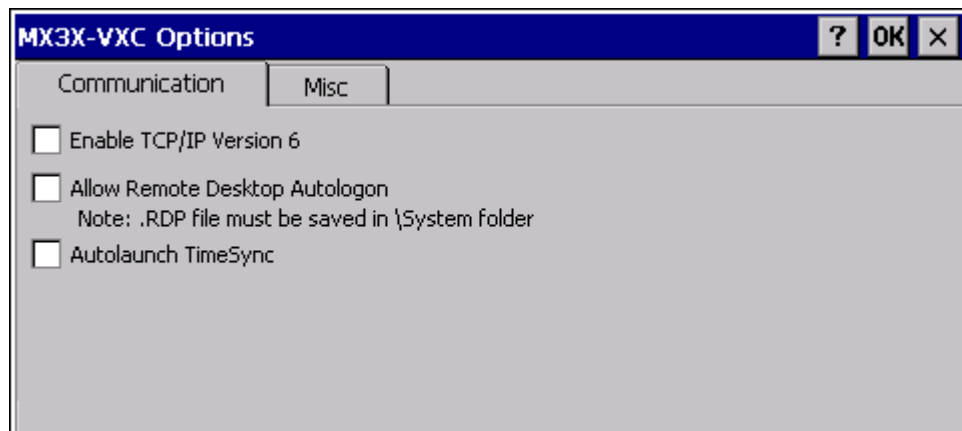 MX3X-VXC Options ? OK ×
Communication Misc
Enable TCP/IP Version 6
Allow Remote Desktop Autologon
Note: .RDP file must be saved in \System folder
Autolaunch TimeSync